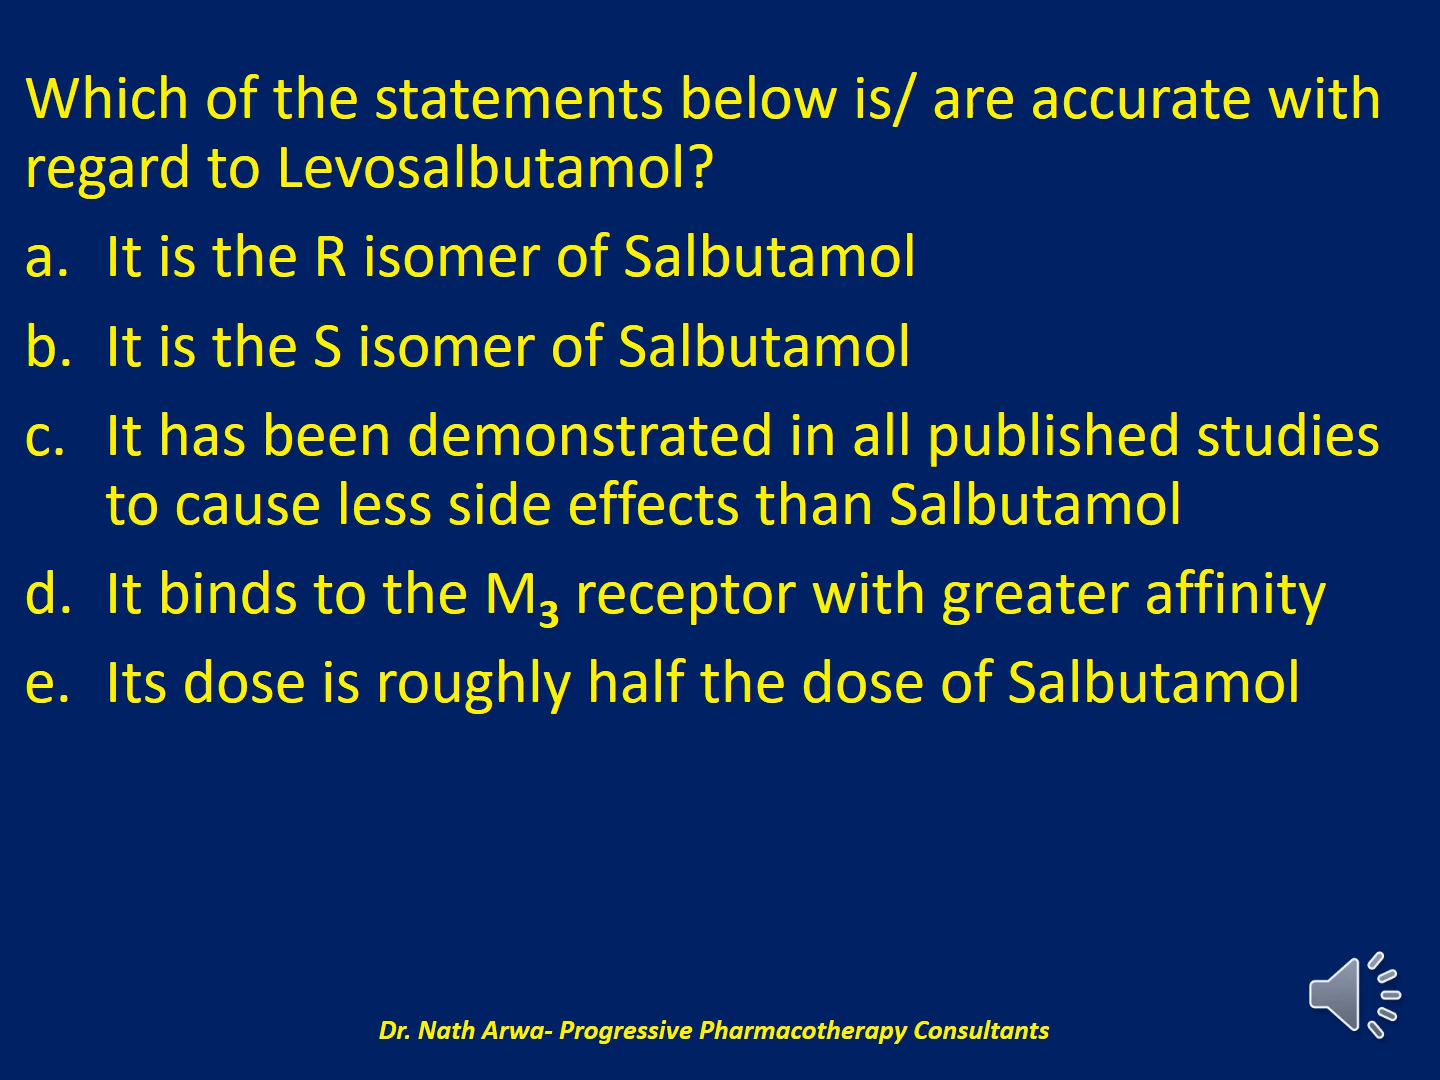 Which of the statements below is/ are accurate with
regard to Levosalbutamol?
a. It is the R isomer of Salbutamol
b. It is the S isomer of Salbutamol
c. It has been demonstrated in all published studies
to cause less side effects than Salbutamol
d. It binds to the M₃ receptor with greater affinity
e. Its dose is roughly half the dose of Salbutamol
Dr. Nath Arwa- Progressive Pharmacotherapy Consultants